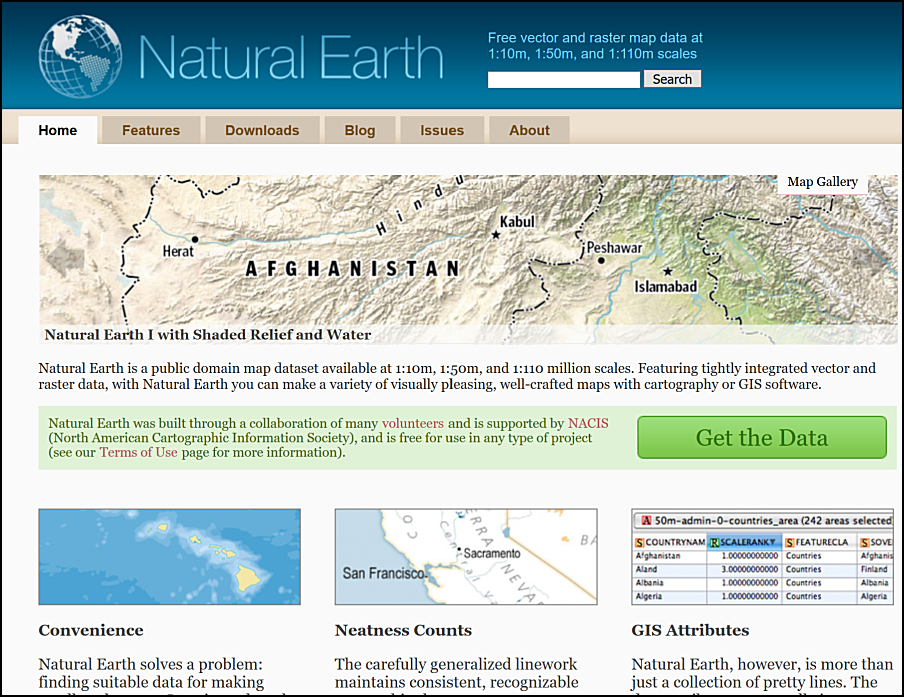 Natural Earth
Free vector and raster map data at
1:10m, 1:50m, and 1:110m scales
Search
Home
Features
Downloads
Blog
Issues
About
Map Gallery
Hindu
Kabul
Herat
Peshawar
AFGHANISTAN
Islamabad
Natural Earth I with Shaded Relief and Water
Natural Earth is a public domain map dataset available at 1:10m, 1:50m, and 1:110 million scales. Featuring tightly integrated vector and
raster data, with Natural Earth you can make a variety of visually pleasing, well-crafted maps with cartography or GIS software.
Natural Earth was built through a collaboration of many volunteers and is supported by NACIS
(North American Cartographic Information Society), and is free for use in any type of project
(see our Terms of Use page for more information).
Get the Data
Sacramento
San Francisco
A 50m-admin-0-countries_area (242 areas selected
S COUNTRYNAM R SCALERANK S FEATURECLA S SOVE
Afghanistan 1.00000000000 Countries Afghanis
Aland 3.00000000000 Countries Finland
Albania 1.00000000000 Countries Albania
Algeria 1.00000000000 Countries Algeria
Convenience
Natural Earth solves a problem:
finding suitable data for making
Neatness Counts
The carefully generalized linework
maintains consistent, recognizable
GIS Attributes
Natural Earth, however, is more than
just a collection of pretty lines. The